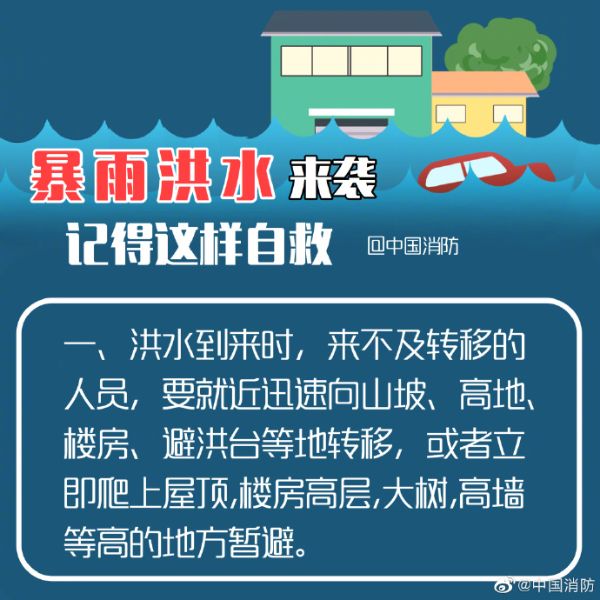 暴雨洪水来袭
记得这样自救 @中国消防
一、洪水到来时，来不及转移的
人员，要就近迅速向山坡、高地、
楼房、避洪台等地转移，或者立
即爬上屋顶,楼房高层,大树,高墙
等高的地方暂避。
@中国消防